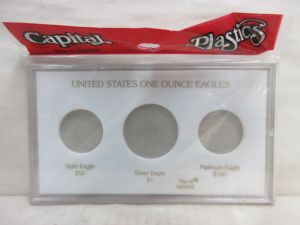 Capital Plastics
UNITED STATES ONE OUNCE EAGLES
Gold Eagle
$50
Silver Eagle
$1
Platinum Eagle
$100